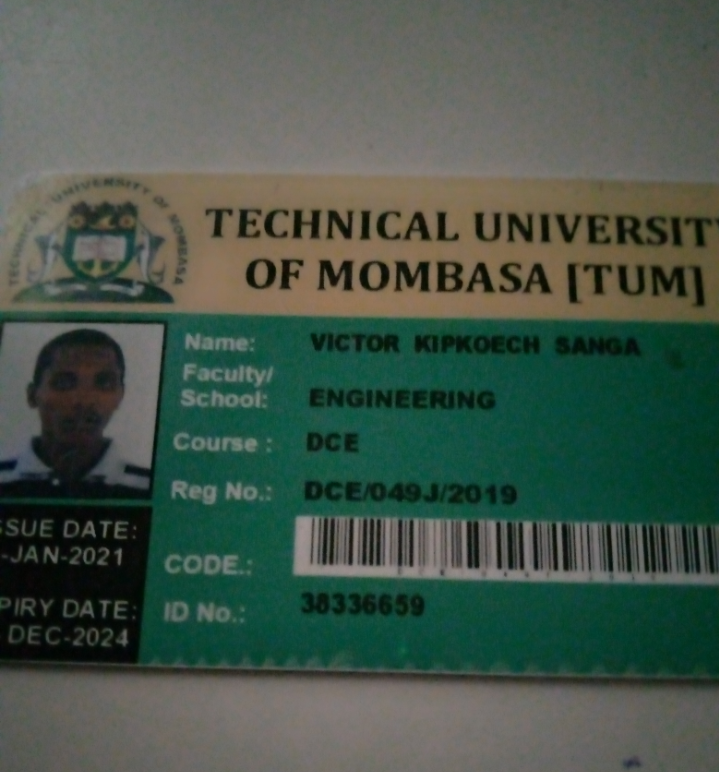 TECHNICAL UNIVERSITY OF MOMBASA
TECHNICAL UNIVERSIT
OF MOMBASA [TUM]
Name: VICTOR KIPKOECH SANGA
Faculty/
School: ENGINEERING
Course : DCE
Reg No.: DCE/049J/2019
SSUE DATE:
-JAN-2021
CODE.:
PIRY DATE:
DEC-2024
ID No.: 38336659